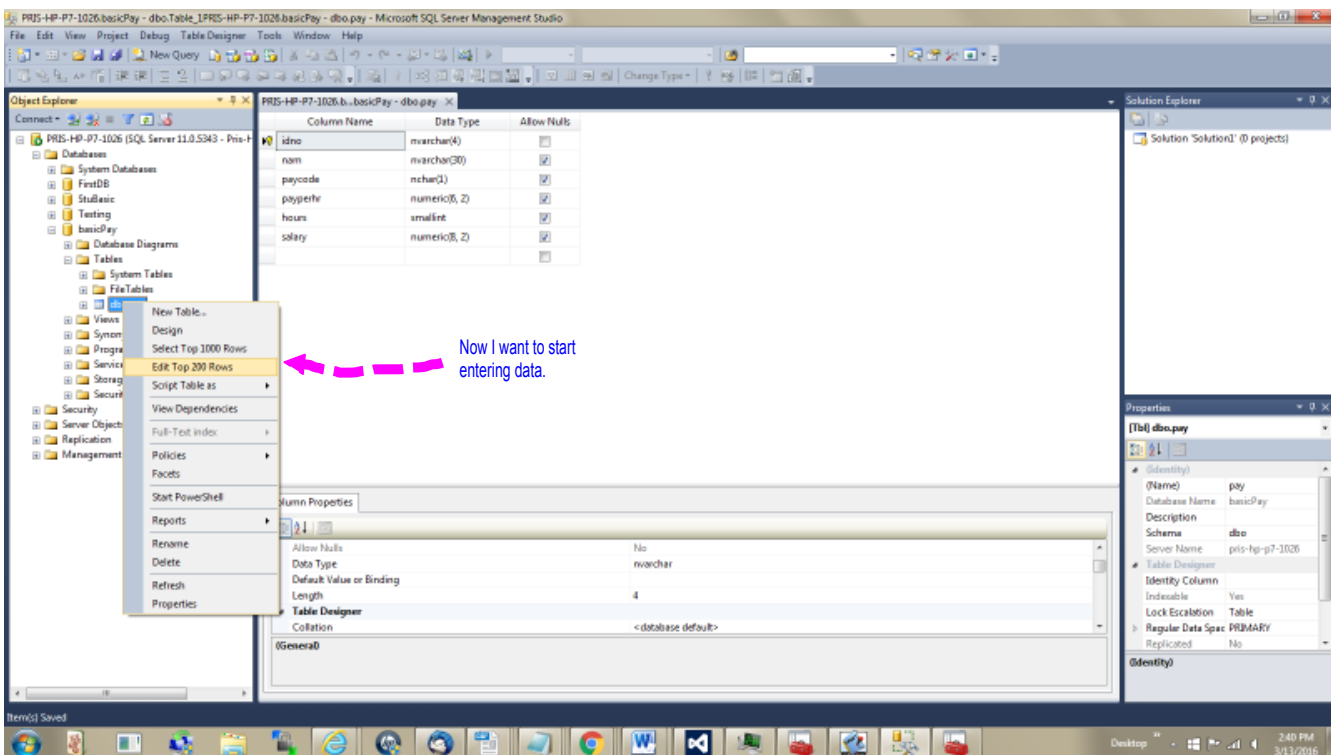 PRIS-HP-P7-1026.basicPay - dbo.Table_1PRIS-HP-P7-1026.basicPay - dbo.pay - Microsoft SQL Server Management Studio
File Edit View Project Debug Table Designer Tools Window Help
New Query
Change Type
Object Explorer
Connect
PRIS-HP-P7-1026 (SQL Server 11.0.5343 - Pris-H
Databases
System Databases
FirstDB
StuBasic
Testing
basicPay
Database Diagrams
Tables
System Tables
FileTables
Views
Synon
Progra
Service
Storag
Securit
Security
Server Object
Replication
Management
New Table...
Design
Select Top 1000 Rows
Edit Top 200 Rows
Script Table as
View Dependencies
Full-Text index
Policies
Facets
Start PowerShell
Reports
Rename
Delete
Refresh
Properties
PRIS-HP-P7-1026.b...basicPay - dbo.pay
Column Name Data Type Allow Nulls
idno nvarchar(4)
nam nvarchar(30)
paycode nchar(1)
payperhr numeric(6, 2)
hours smallint
salary numeric(8, 2)
Now I want to start
entering data.
olumn Properties
Allow Nulls No
Data Type nvarchar
Default Value or Binding
Length 4
Table Designer
Collation <database default>
(General)
Solution Explorer
Solution 'Solution1' (0 projects)
Properties
[Tbl] dbo.pay
(Identity)
(Name) pay
Database Name basicPay
Description
Schema dbo
Server Name pris-hp-p7-1026
Table Designer
Identity Column
Indexable Yes
Lock Escalation Table
Regular Data Spac PRIMARY
Replicated No
(Identity)
Item(s) Saved
Desktop
2:40 PM
3/13/2016